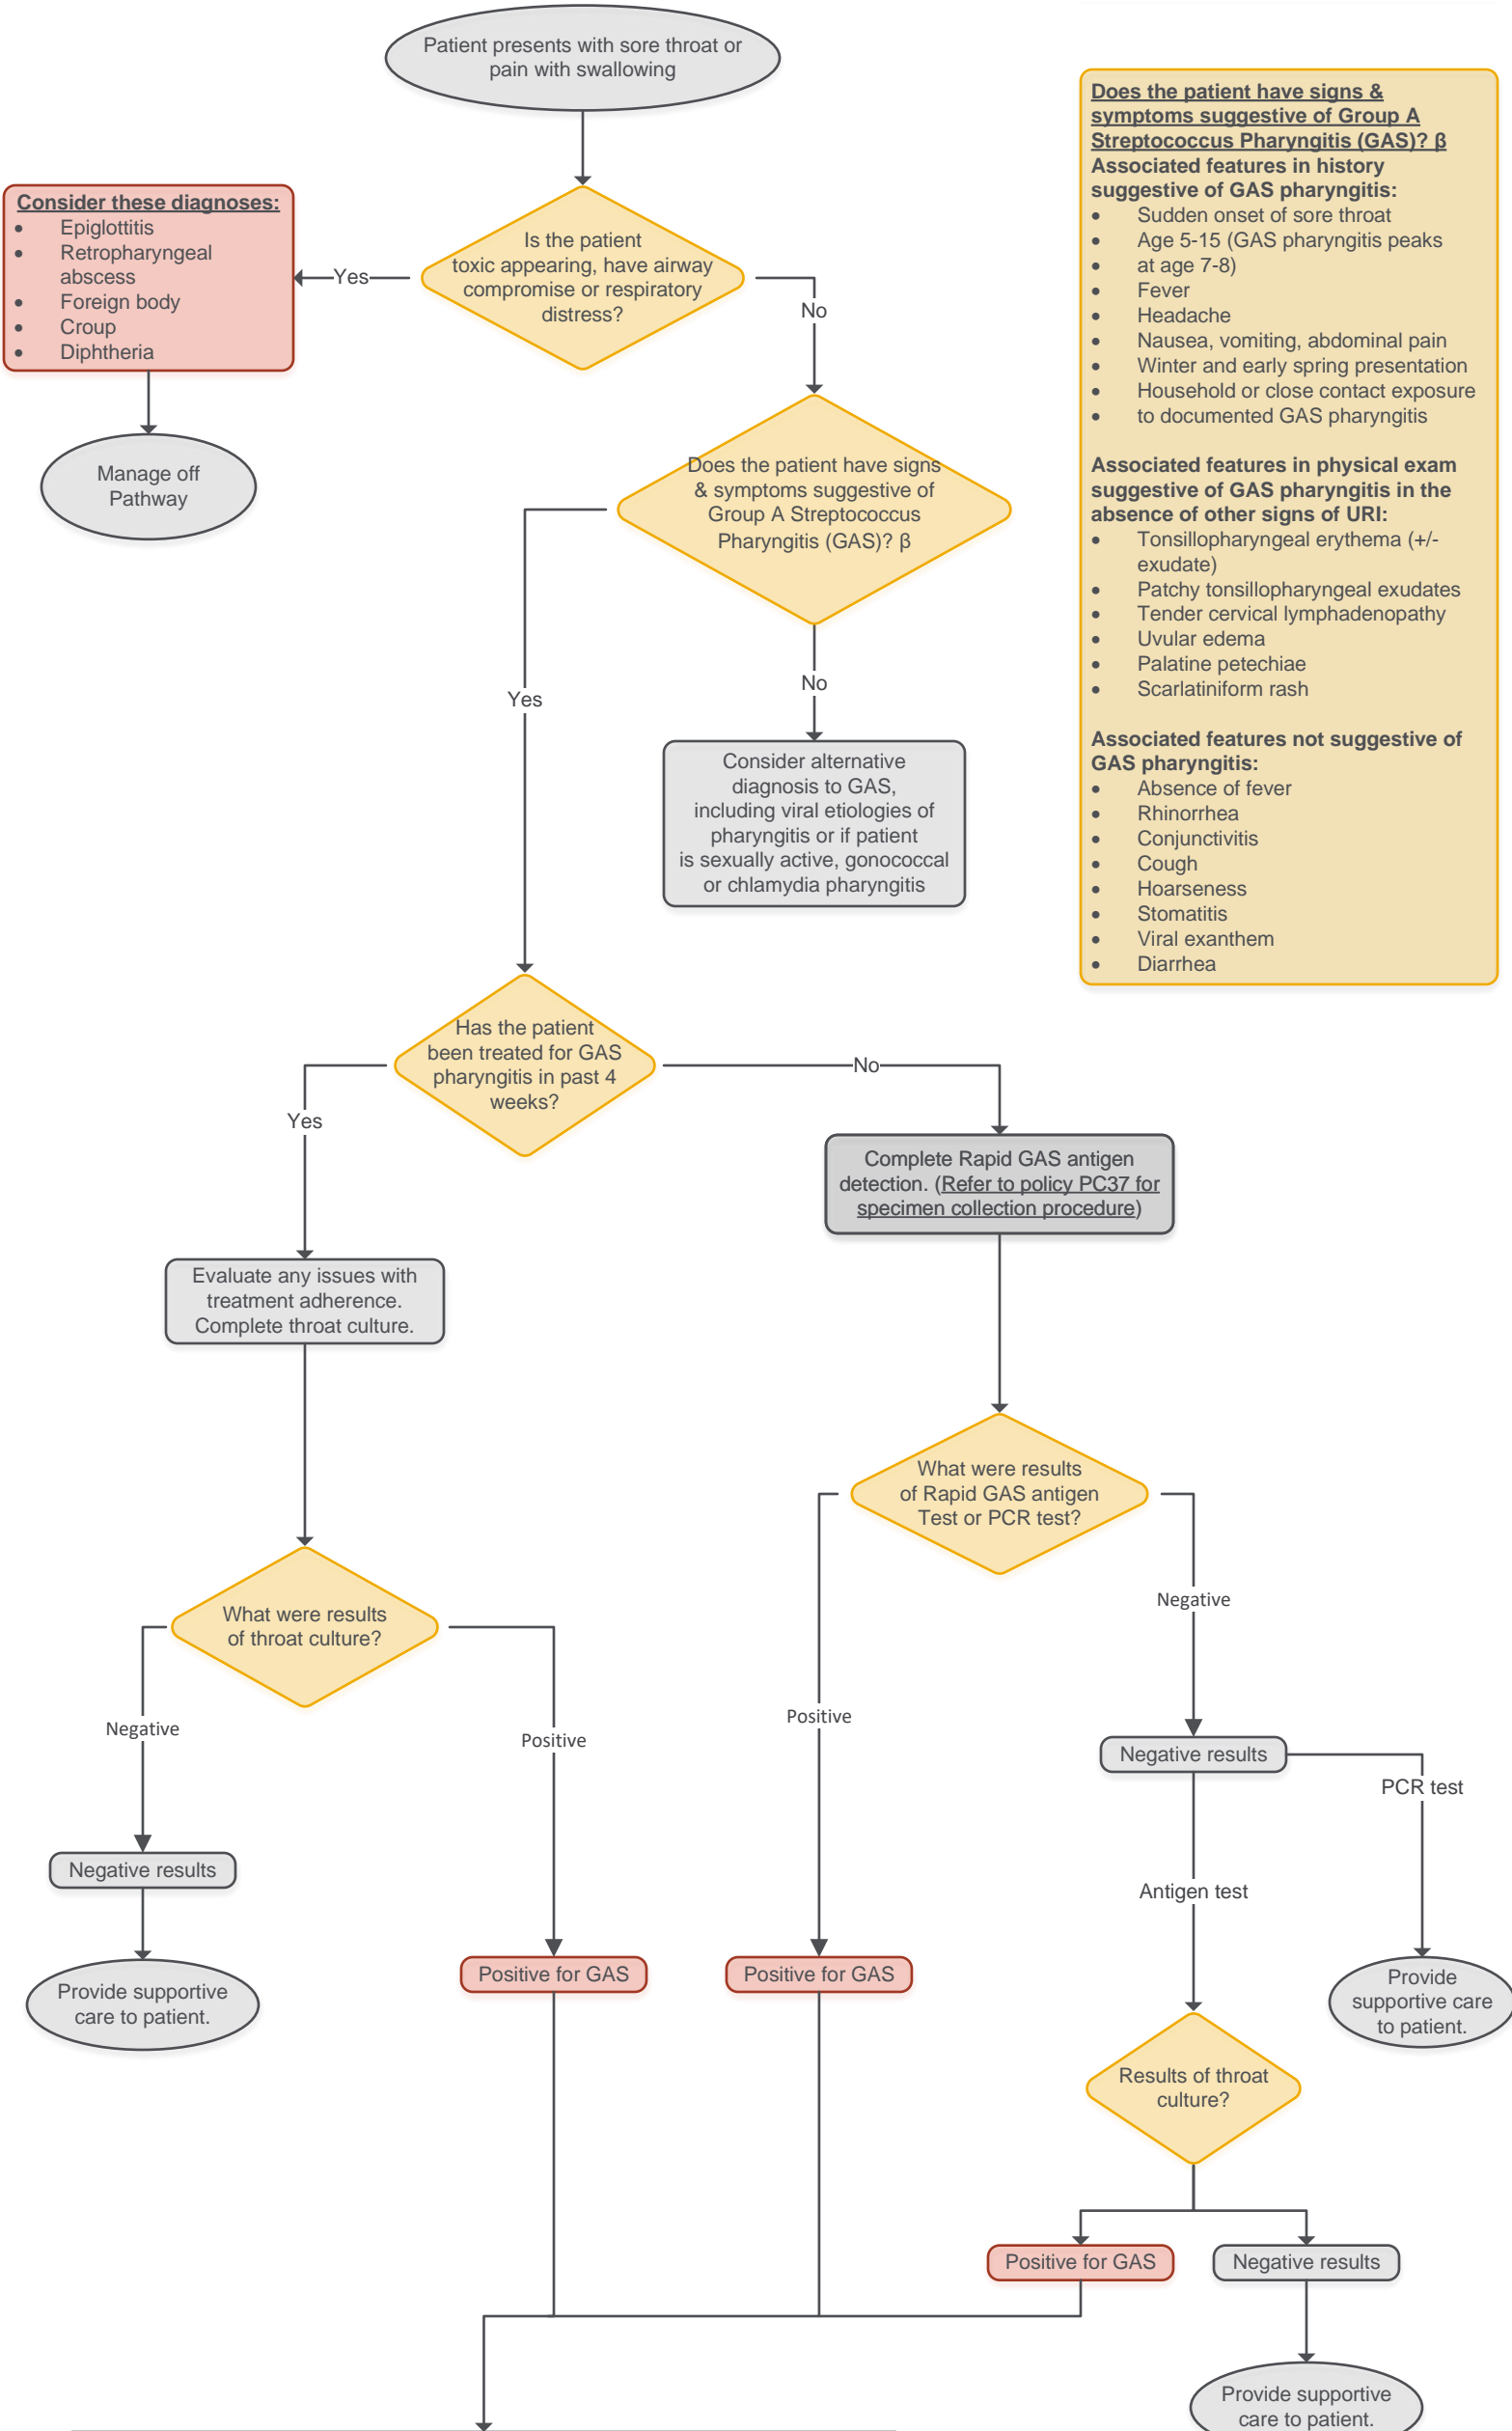 Patient presents with sore throat or
pain with swallowing
Does the patient have signs &
symptoms suggestive of Group A
Streptococcus Pharyngitis (GAS)? β
Associated features in history
suggestive of GAS pharyngitis:
• Sudden onset of sore throat
• Age 5-15 (GAS pharyngitis peaks
• at age 7-8)
• Fever
• Headache
• Nausea, vomiting, abdominal pain
• Winter and early spring presentation
• Household or close contact exposure
• to documented GAS pharyngitis
Associated features in physical exam
suggestive of GAS pharyngitis in the
absence of other signs of URI:
• Tonsillopharyngeal erythema (+/-
exudate)
• Patchy tonsillopharyngeal exudates
• Tender cervical lymphadenopathy
• Uvular edema
• Palatine petechiae
• Scarlatiniform rash
Associated features not suggestive of
GAS pharyngitis:
• Absence of fever
• Rhinorrhea
• Conjunctivitis
• Cough
• Hoarseness
• Stomatitis
• Viral exanthem
• Diarrhea
Is the patient
toxic appearing, have airway
compromise or respiratory
distress?
Yes
No
Consider these diagnoses:
• Epiglottitis
• Retropharyngeal
abscess
• Foreign body
• Croup
• Diphtheria
Manage off
Pathway
Does the patient have signs
& symptoms suggestive of
Group A Streptococcus
Pharyngitis (GAS)? β
Yes
No
Consider alternative
diagnosis to GAS,
including viral etiologies of
pharyngitis or if patient
is sexually active, gonococcal
or chlamydia pharyngitis
Has the patient
been treated for GAS
pharyngitis in past 4
weeks?
Yes
No
Complete Rapid GAS antigen
detection. (Refer to policy PC37 for
specimen collection procedure)
Evaluate any issues with
treatment adherence.
Complete throat culture.
What were results
of Rapid GAS antigen
Test or PCR test?
What were results
of throat culture?
Negative
Positive
Positive
Negative
Negative results
PCR test
Antigen test
Negative results
Provide supportive
care to patient.
Positive for GAS
Positive for GAS
Provide
supportive care
to patient.
Results of throat
culture?
Positive for GAS
Negative results
Provide supportive
care to patient.